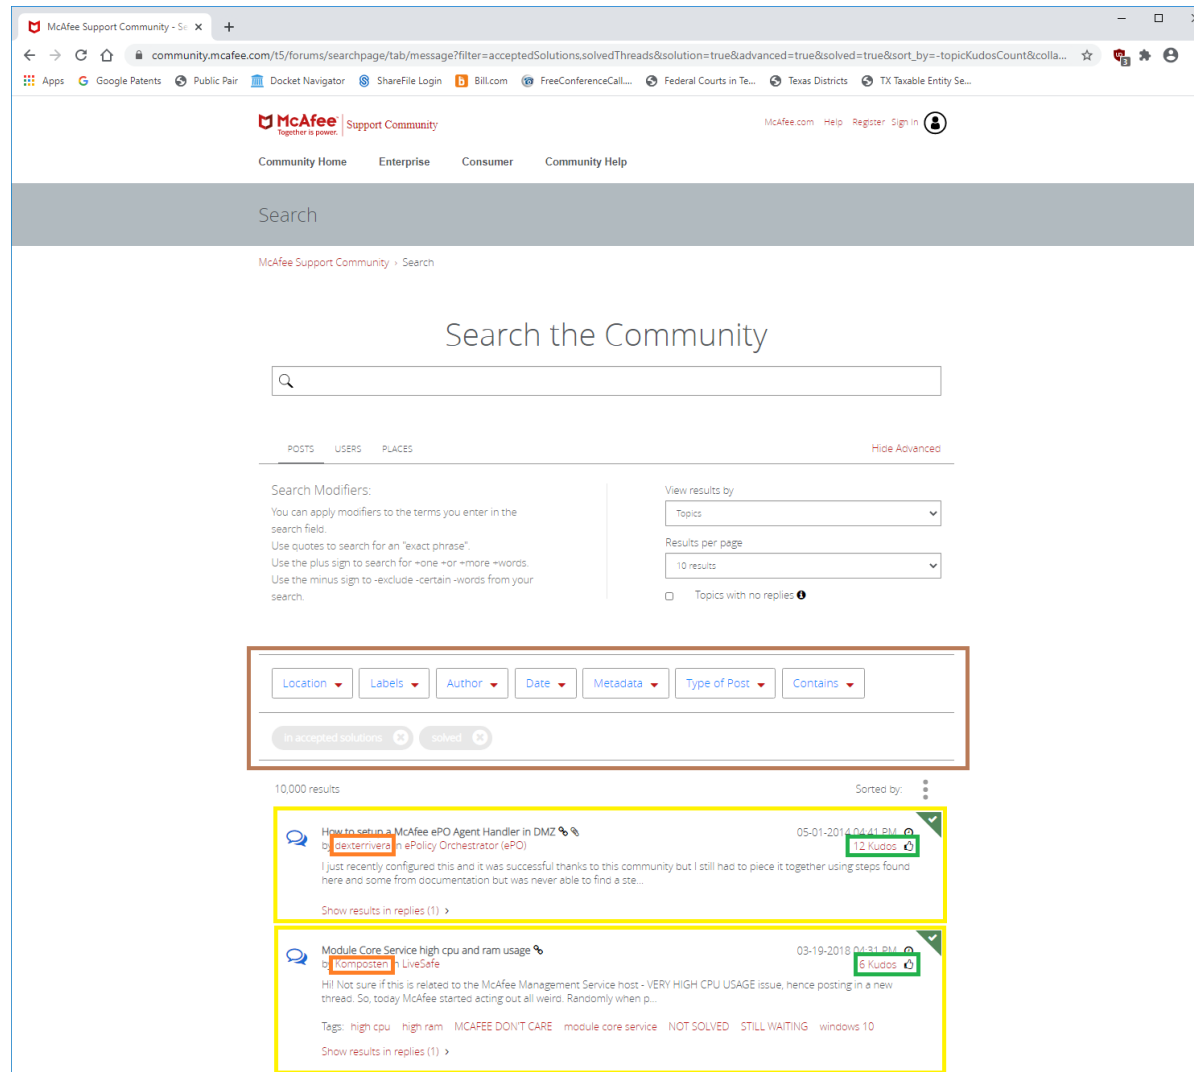 McAfee Support Community - Se
community.mcafee.com/t5/forums/searchpage/tab/message?filter=acceptedSolutions,solvedThreads&solution=true&advanced=true&solved=true&sort_by=-topicKudosCount&colla...
Apps Google Patents Public Pair Docket Navigator ShareFile Login Bill.com FreeConferenceCall.... Federal Courts in Te... Texas Districts TX Taxable Entity Se...
McAfee Together is power. Support Community
McAfee.com Help Register Sign In
Community Home Enterprise Consumer Community Help
Search
McAfee Support Community › Search
Search the Community
POSTS USERS PLACES Hide Advanced
Search Modifiers:
You can apply modifiers to the terms you enter in the
search field.
Use quotes to search for an "exact phrase".
Use the plus sign to search for +one +or +more +words.
Use the minus sign to -exclude -certain -words from your
search.
View results by
Topics
Results per page
10 results
Topics with no replies
Location Labels Author Date Metadata Type of Post Contains
in accepted solutions solved
10,000 results Sorted by:
How to setup a McAfee ePO Agent Handler in DMZ 05-01-2014 04:41 PM
by dexterrivera in ePolicy Orchestrator (ePO) 12 Kudos
I just recently configured this and it was successful thanks to this community but I still had to piece it together using steps found
here and some from documentation but was never able to find a ste...
Show results in replies (1) ›
Module Core Service high cpu and ram usage 03-19-2018 04:31 PM
by Komposten in LiveSafe 6 Kudos
Hi! Not sure if this is related to the McAfee Management Service host - VERY HIGH CPU USAGE issue, hence posting in a new
thread. So, today McAfee started acting out all weird. Randomly when p...
Tags: high cpu high ram MCAFEE DON'T CARE module core service NOT SOLVED STILL WAITING windows 10
Show results in replies (1) ›